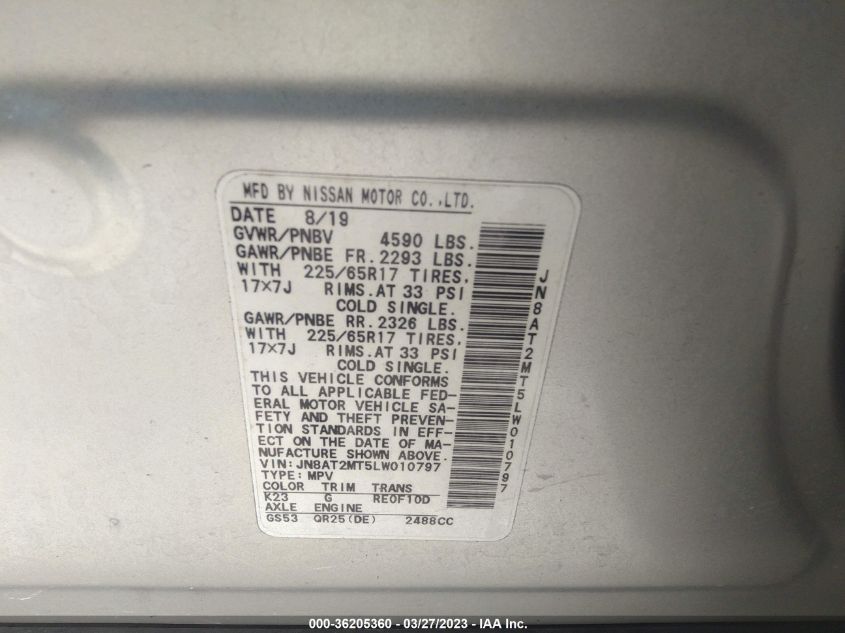 MFD BY NISSAN MOTOR CO.,LTD.
DATE 8/19
GVWR/PNBV 4590 LBS.
GAWR/PNBE FR.2293 LBS.
WITH 225/65R17 TIRES.
17×7J RIMS.AT 33 PSI
COLD SINGLE.
GAWR/PNBE RR.2326 LBS.
WITH 225/65R17 TIRES.
17×7J RIMS.AT 33 PSI
COLD SINGLE.
THIS VEHICLE CONFORMS
TO ALL APPLICABLE FED-
ERAL MOTOR VEHICLE SA-
FETY AND THEFT PREVEN-
TION STANDARDS IN EFF-
ECT ON THE DATE OF MA-
NUFACTURE SHOWN ABOVE.
VIN:JN8AT2MT5LW010797
TYPE:MPV
COLOR TRIM TRANS
K23 G RE0F10D
AXLE ENGINE
GS53 QR25(DE) 2488CC
JN8AT2MT5LW010797
000-36205360 - 03/27/2023 - IAA Inc.